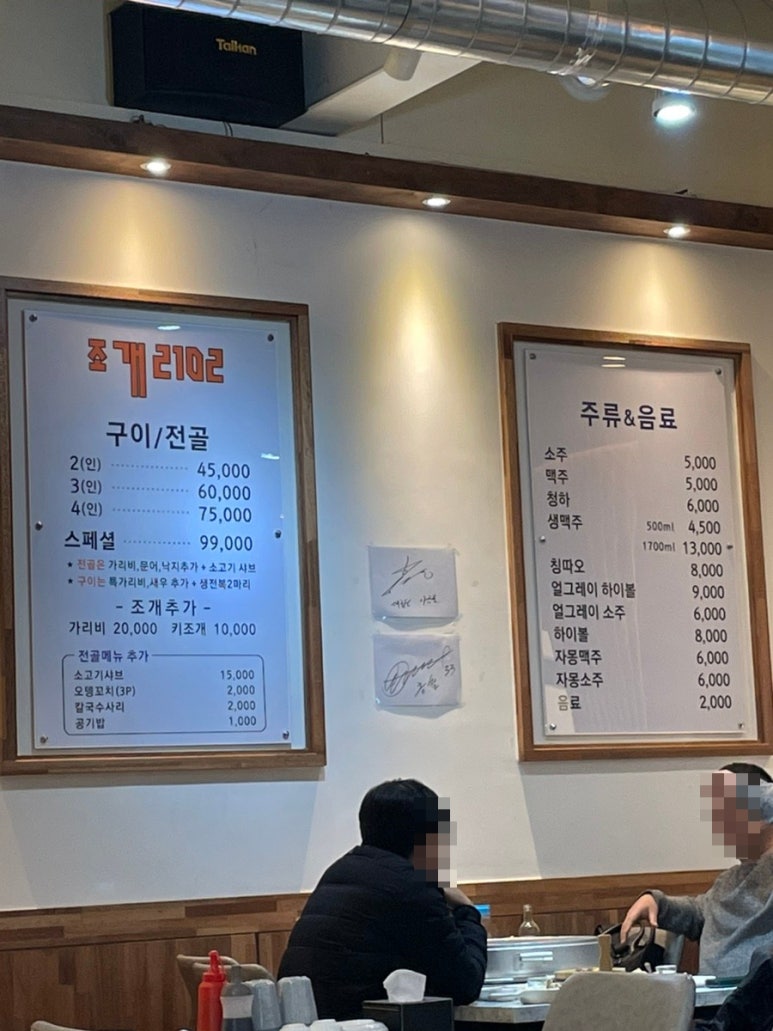 Taikan
조개2102
구이/전골
2(인) 45,000
3(인) 60,000
4(인) 75,000
스페셜 99,000
★ 전골은 가리비,문어,낙지추가 + 소고기 샤브
★ 구이는 특가리비,새우 추가 + 생전복2마리
- 조개추가 -
가리비 20,000 키조개 10,000
전골메뉴 추가
소고기샤브 15,000
오뎅꼬치(3P) 2,000
칼국수사리 2,000
공기밥 1,000
주류&음료
소주 5,000
맥주 5,000
청하 6,000
생맥주 500ml 4,500
1700ml 13,000
칭따오 8,000
얼그레이 하이볼 9,000
얼그레이 소주 6,000
하이볼 8,000
자몽맥주 6,000
자몽소주 6,000
음료 2,000